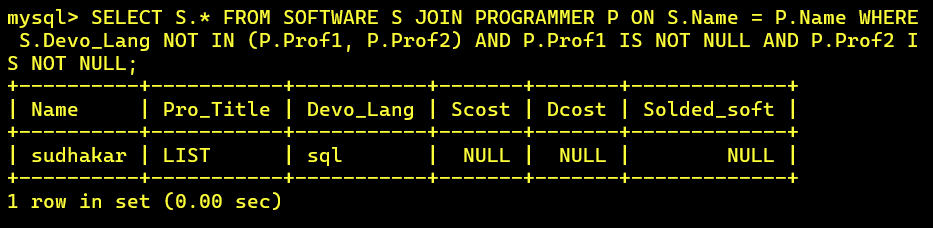 mysql> SELECT S.* FROM SOFTWARE S JOIN PROGRAMMER P ON S.Name = P.Name WHERE
 S.Devo_Lang NOT IN (P.Prof1, P.Prof2) AND P.Prof1 IS NOT NULL AND P.Prof2 I
S NOT NULL;
+----------+-----------+-----------+-------+-------+-------------+
| Name     | Pro_Title | Devo_Lang | Scost | Dcost | Solded_soft |
+----------+-----------+-----------+-------+-------+-------------+
| sudhakar | LIST      | sql       |  NULL |  NULL |        NULL |
+----------+-----------+-----------+-------+-------+-------------+
1 row in set (0.00 sec)